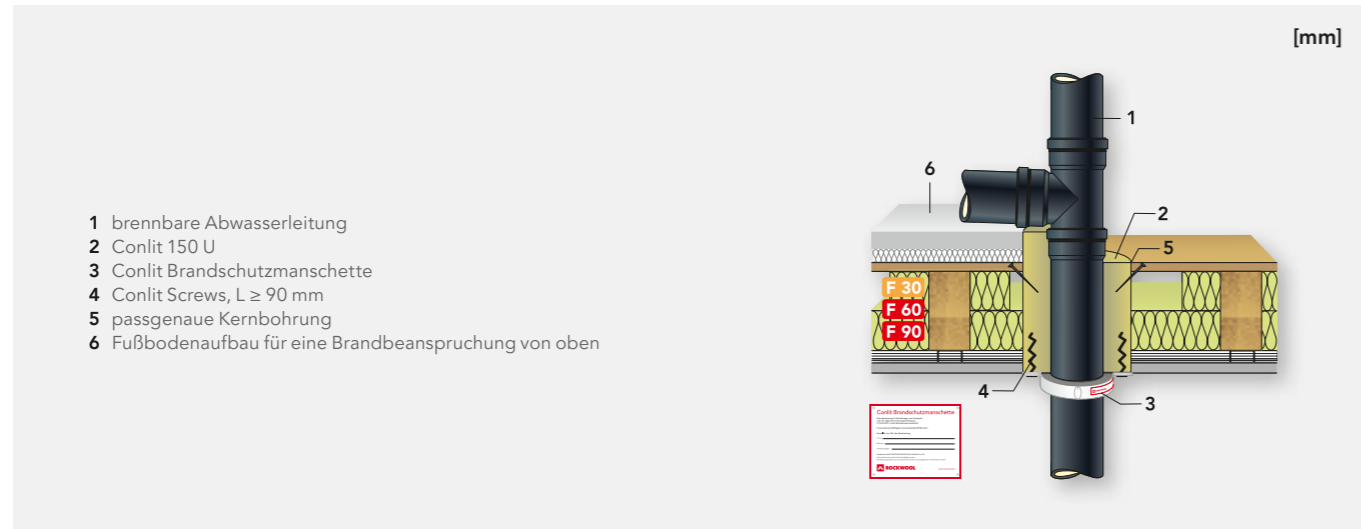 [mm]
1 brennbare Abwasserleitung
2 Conlit 150 U
3 Conlit Brandschutzmanschette
4 Conlit Screws, L ≥ 90 mm
5 passgenaue Kernbohrung
6 Fußbodenaufbau für eine Brandbeanspruchung von oben
1
6
2
5
F 30
F 60
F 90
4
3
Conlit Brandschutzmanschette
ROCKWOOL